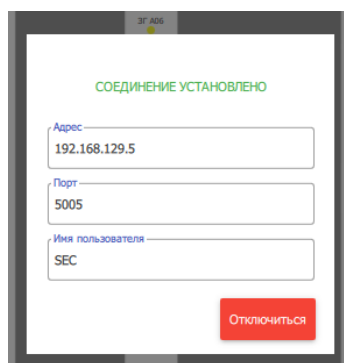 ЗГ А06
СОЕДИНЕНИЕ УСТАНОВЛЕНО
Адрес
192.168.129.5
Порт
5005
Имя пользователя
SEC
Отключиться